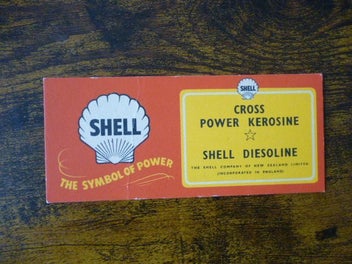 SHELL
THE SYMBOL OF POWER
SHELL
CROSS
POWER KEROSINE
SHELL DIESOLINE
THE SHELL COMPANY OF NEW ZEALAND LIMITED
(INCORPORATED IN ENGLAND)